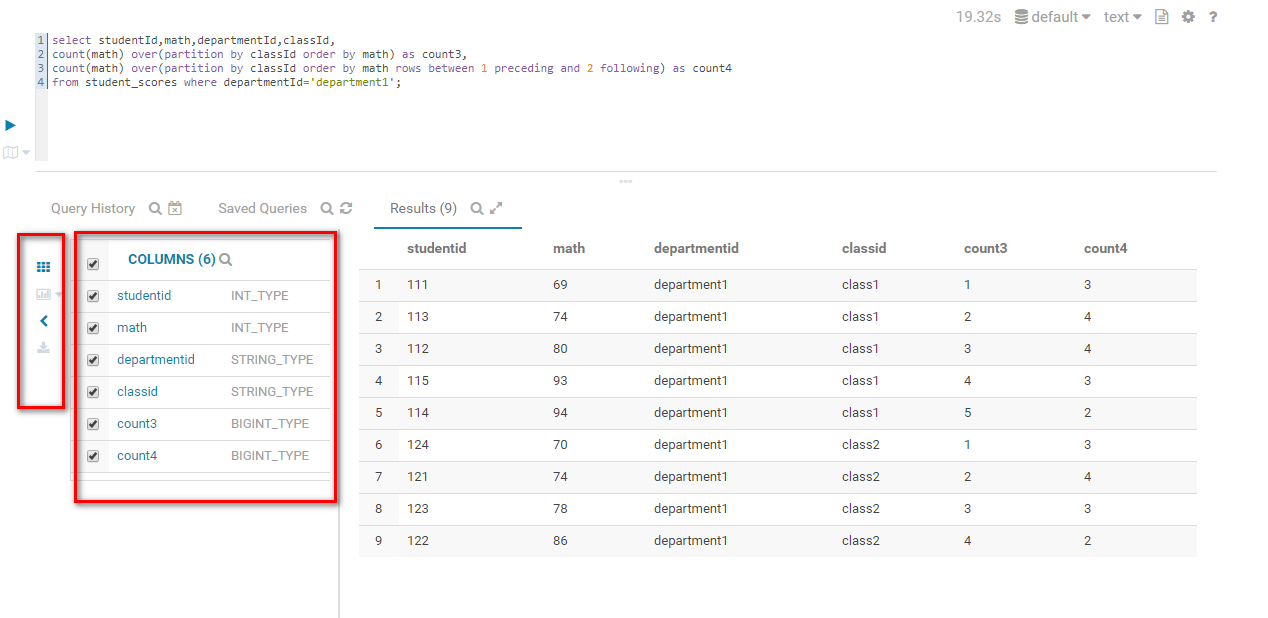 19.32s default text ?
1 select studentId,math,departmentId,classId,
2 count(math) over(partition by classId order by math) as count3,
3 count(math) over(partition by classId order by math rows between 1 preceding and 2 following) as count4
4 from student_scores where departmentId='department1';
Query History Saved Queries Results (9)
COLUMNS (6)
studentid INT_TYPE
math INT_TYPE
departmentid STRING_TYPE
classid STRING_TYPE
count3 BIGINT_TYPE
count4 BIGINT_TYPE
studentid math departmentid classid count3 count4
1 111 69 department1 class1 1 3
2 113 74 department1 class1 2 4
3 112 80 department1 class1 3 4
4 115 93 department1 class1 4 3
5 114 94 department1 class1 5 2
6 124 70 department1 class2 1 3
7 121 74 department1 class2 2 4
8 123 78 department1 class2 3 3
9 122 86 department1 class2 4 2